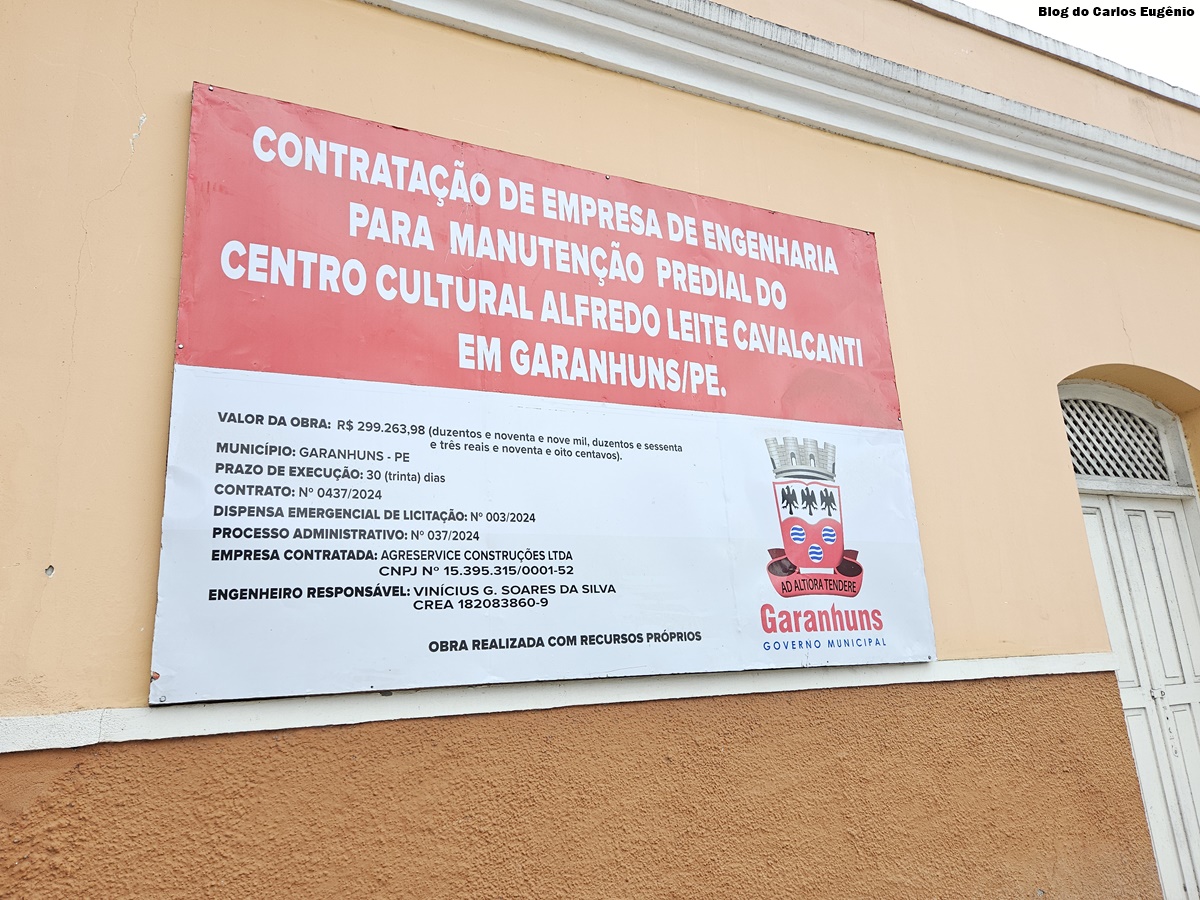 Blog do Carlos Eugênio
CONTRATAÇÃO DE EMPRESA DE ENGENHARIA
PARA MANUTENÇÃO PREDIAL DO
CENTRO CULTURAL ALFREDO LEITE CAVALCANTI
EM GARANHUNS/PE.
VALOR DA OBRA: R$ 299.263,98 (duzentos e noventa e nove mil, duzentos e sessenta
e três reais e noventa e oito centavos).
MUNICÍPIO: GARANHUNS - PE
PRAZO DE EXECUÇÃO: 30 (trinta) dias
CONTRATO: Nº 0437/2024
DISPENSA EMERGENCIAL DE LICITAÇÃO: Nº 003/2024
PROCESSO ADMINISTRATIVO: Nº 037/2024
EMPRESA CONTRATADA: AGRESERVICE CONSTRUÇÕES LTDA
CNPJ Nº 15.395.315/0001-52
ENGENHEIRO RESPONSÁVEL: VINÍCIUS G. SOARES DA SILVA
CREA 182083860-9
OBRA REALIZADA COM RECURSOS PRÓPRIOS
AD ALTIORA TENDERE
Garanhuns
GOVERNO MUNICIPAL